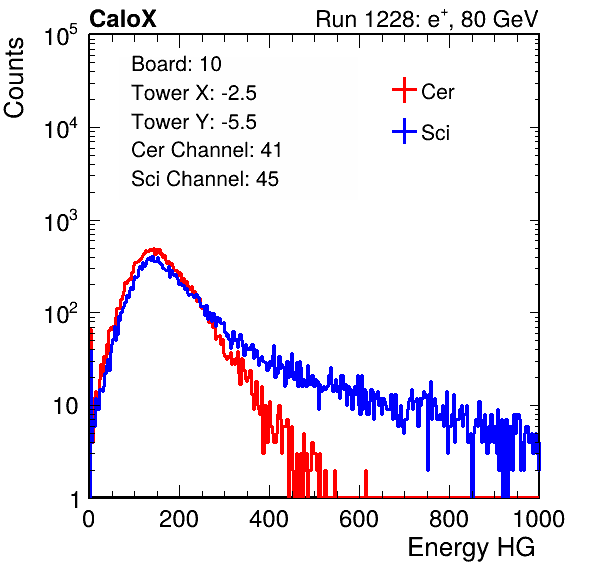 CaloX Run 1228: e⁺, 80 GeV
Counts
Board: 10
Tower X: -2.5
Tower Y: -5.5
Cer Channel: 41
Sci Channel: 45
Cer
Sci
10⁵
10⁴
10³
10²
10
1
0 200 400 600 800 1000
Energy HG